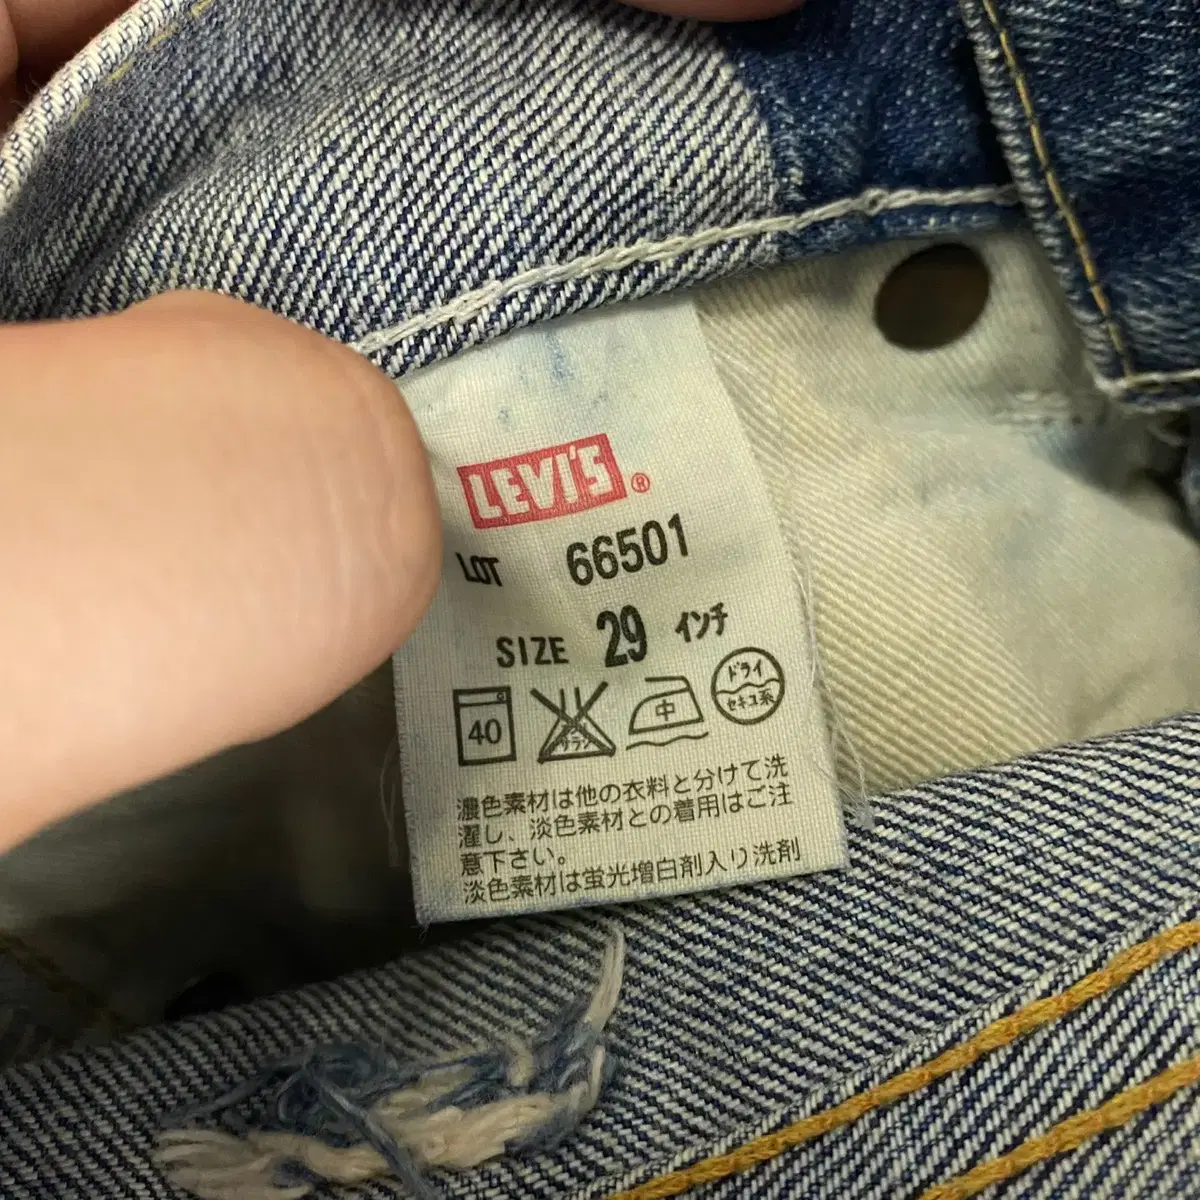 LEVI'S®
LOT 66501
SIZE 29 インチ
40 サラシ 中 ドライ
セキユ系
濃色素材は他の衣料と分けて洗
濯し、淡色素材との着用はご注
意下さい。
淡色素材は蛍光増白剤入り洗剤